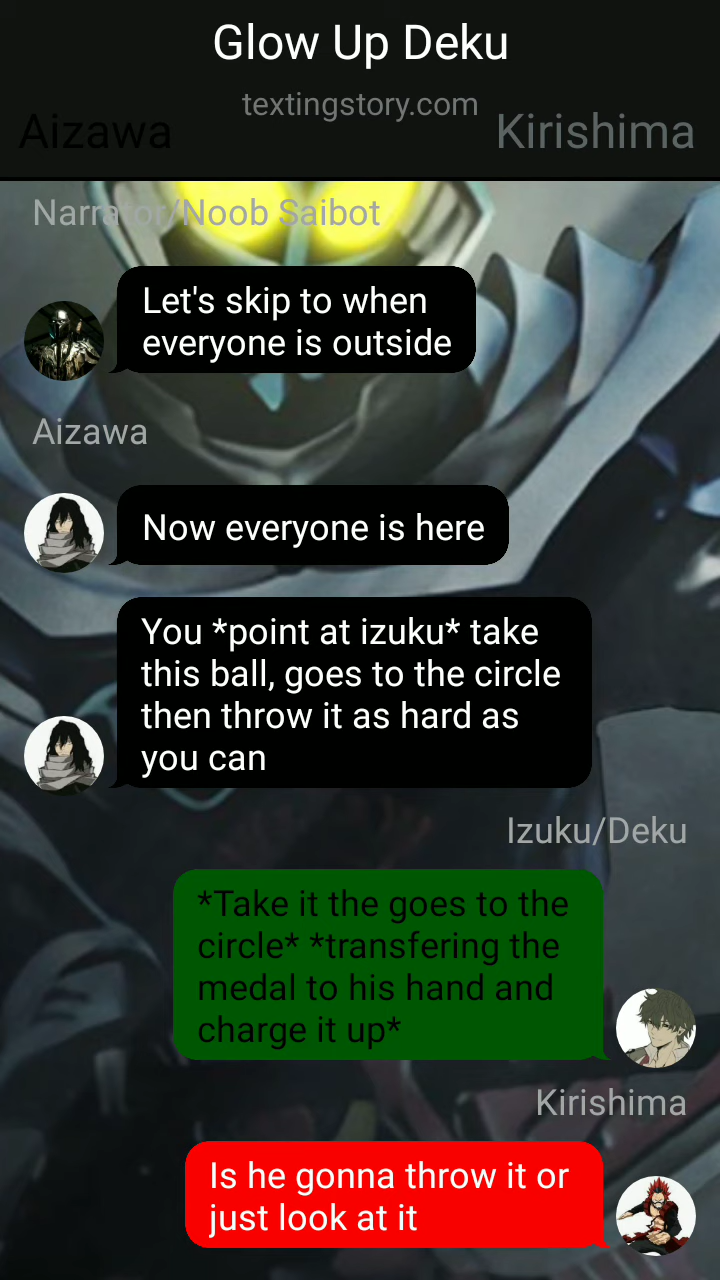 Glow Up Deku
textingstory.com
Aizawa
Kirishima
Narrator/Noob Saibot
Let's skip to when
everyone is outside
Aizawa
Now everyone is here
You *point at izuku* take
this ball, goes to the circle
then throw it as hard as
you can
Izuku/Deku
*Take it the goes to the
circle* *transfering the
medal to his hand and
charge it up*
Kirishima
Is he gonna throw it or
just look at it